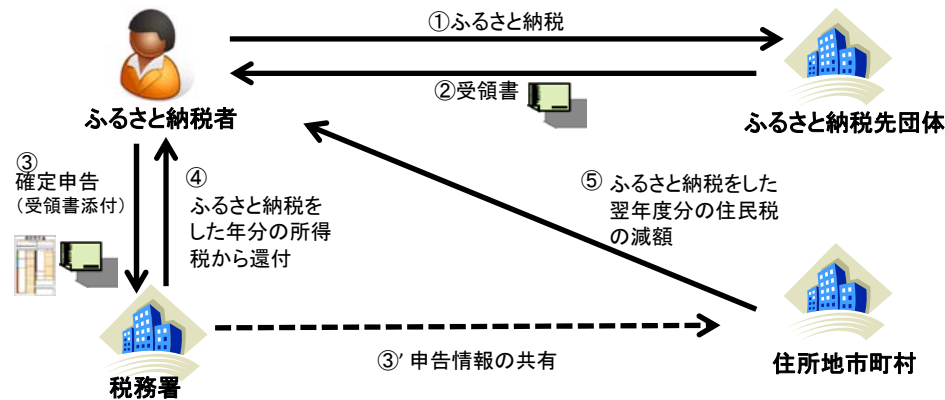 ①ふるさと納税
②受領書
ふるさと納税者
ふるさと納税先団体
③
確定申告
（受領書添付）
④
ふるさと納税を
した年分の所得
税から還付
⑤ ふるさと納税をした
翌年度分の住民税
の減額
③’ 申告情報の共有
税務署
住所地市町村